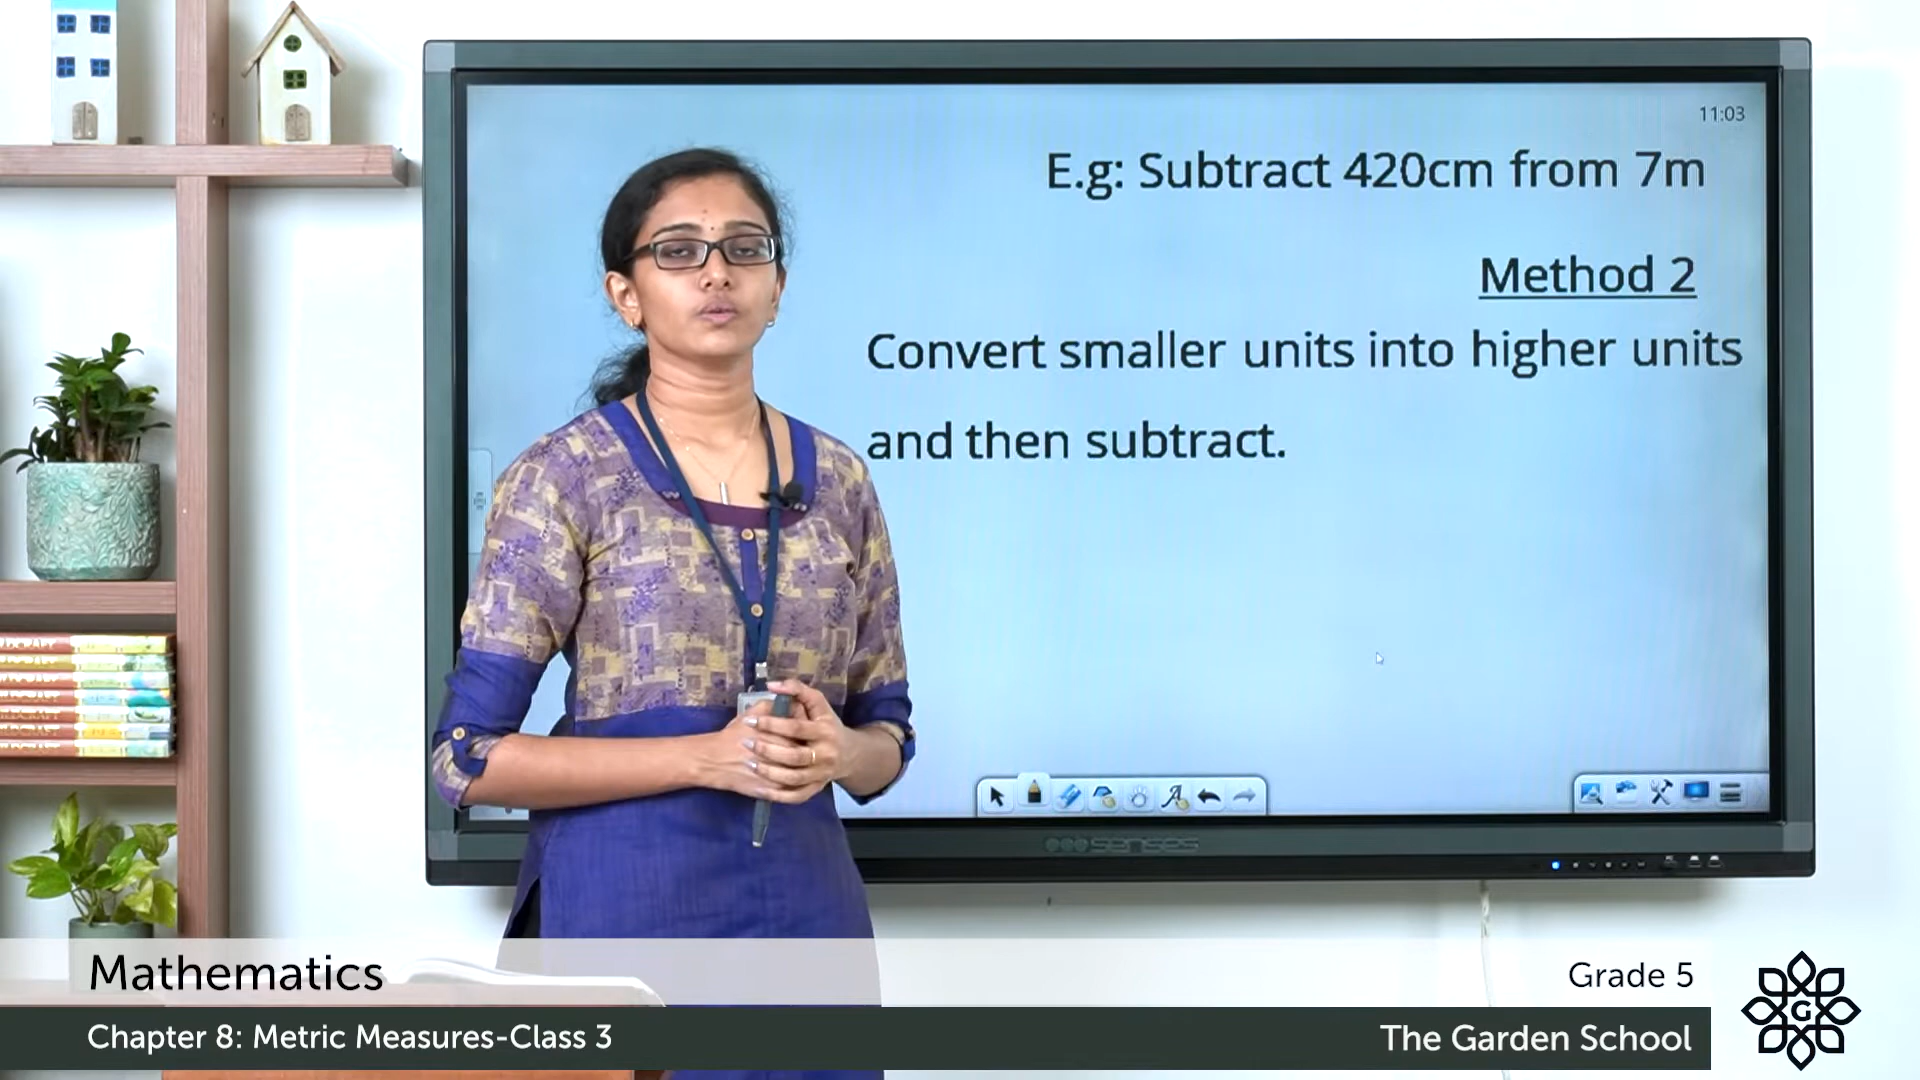 11:03
E.g: Subtract 420cm from 7m
Method 2
Convert smaller units into higher units
and then subtract.
senses
Mathematics
Grade 5
Chapter 8: Metric Measures-Class 3
The Garden School
G